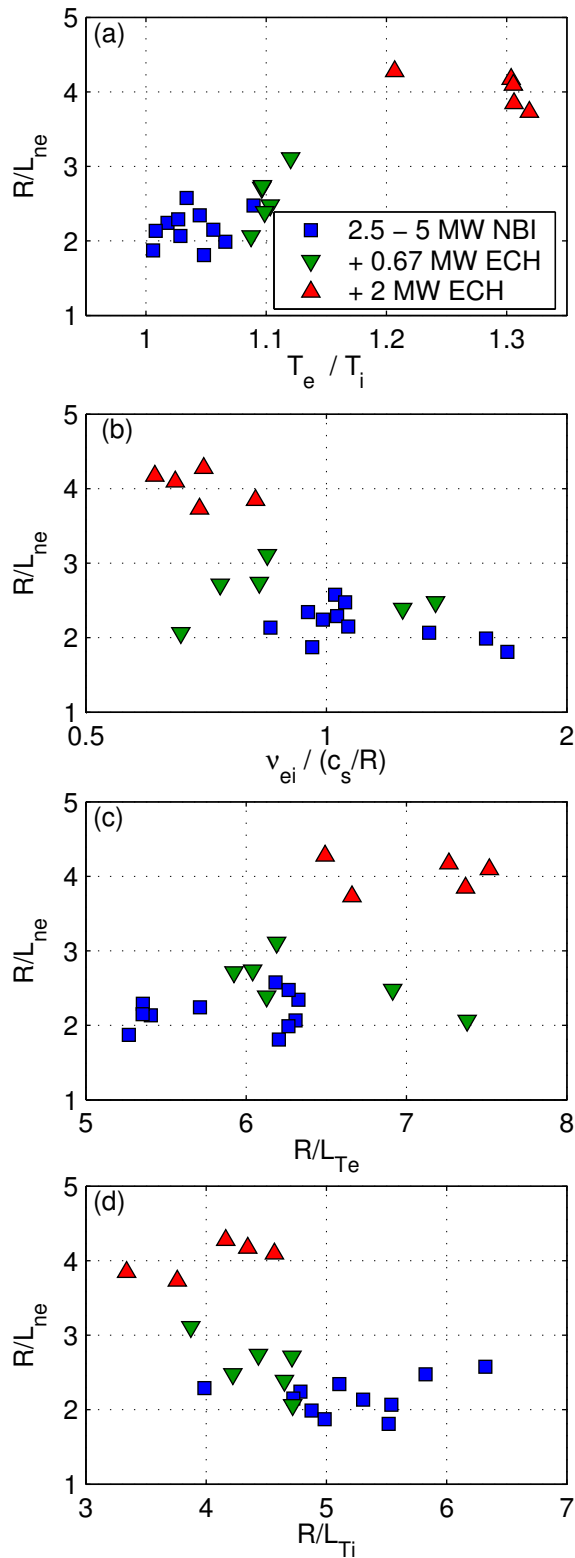 (a)
5
4
3
2
1
R/L_ne
2.5 − 5 MW NBI
+ 0.67 MW ECH
+ 2 MW ECH
1 1.1 1.2 1.3
T_e / T_i
(b)
5
4
3
2
1
R/L_ne
0.5 1 2
ν_ei / (c_s/R)
(c)
5
4
3
2
1
R/L_ne
5 6 7 8
R/L_Te
(d)
5
4
3
2
1
R/L_ne
3 4 5 6 7
R/L_Ti